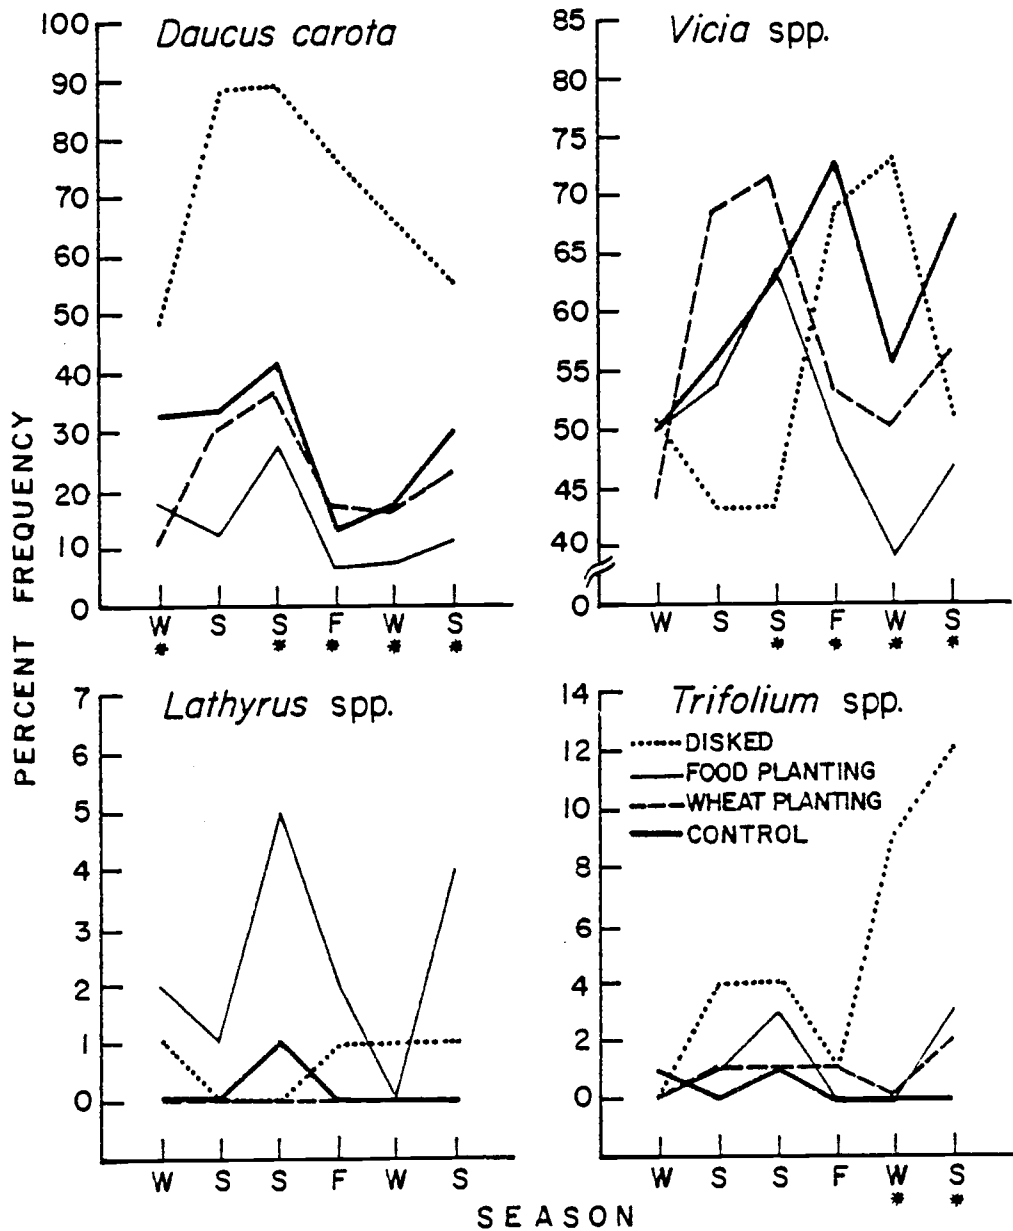 PERCENT FREQUENCY
Daucus carota
100
90
80
70
60
50
40
30
20
10
0
W S S F W S
* * * * *
Vicia spp.
85
80
75
70
65
60
55
50
45
40
0
W S S F W S
* * * *
Lathyrus spp.
7
6
5
4
3
2
1
0
W S S F W S
Trifolium spp.
DISKED
FOOD PLANTING
WHEAT PLANTING
CONTROL
14
12
10
8
6
4
2
0
W S S F W S
* *
SEASON